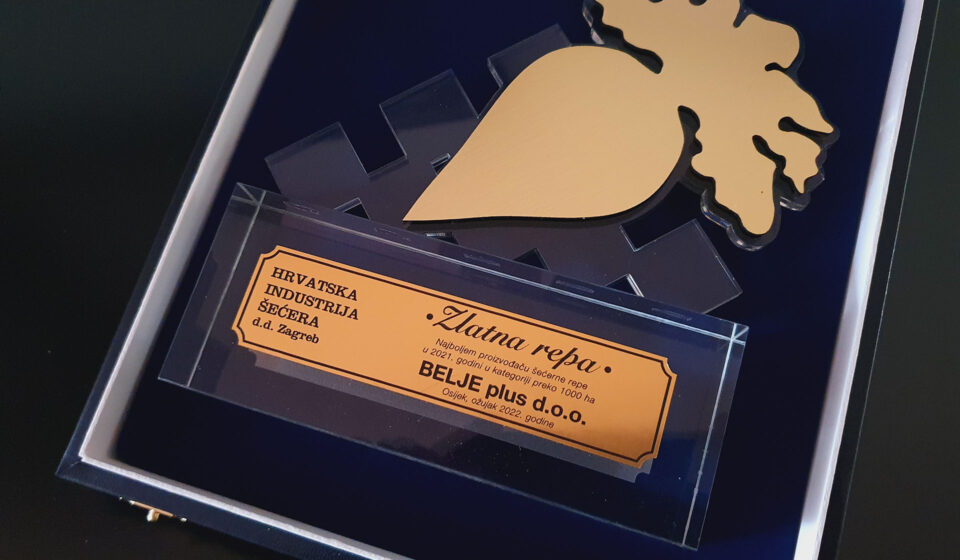 HRVATSKA
INDUSTRIJA
ŠEĆERA
d.d. Zagreb
•Zlatna repa•
Najboljem proizvođaču šećerne repe
u 2021. godini u kategoriji preko 1000 ha
BELJE plus d.o.o.
Osijek, ožujak 2022. godine